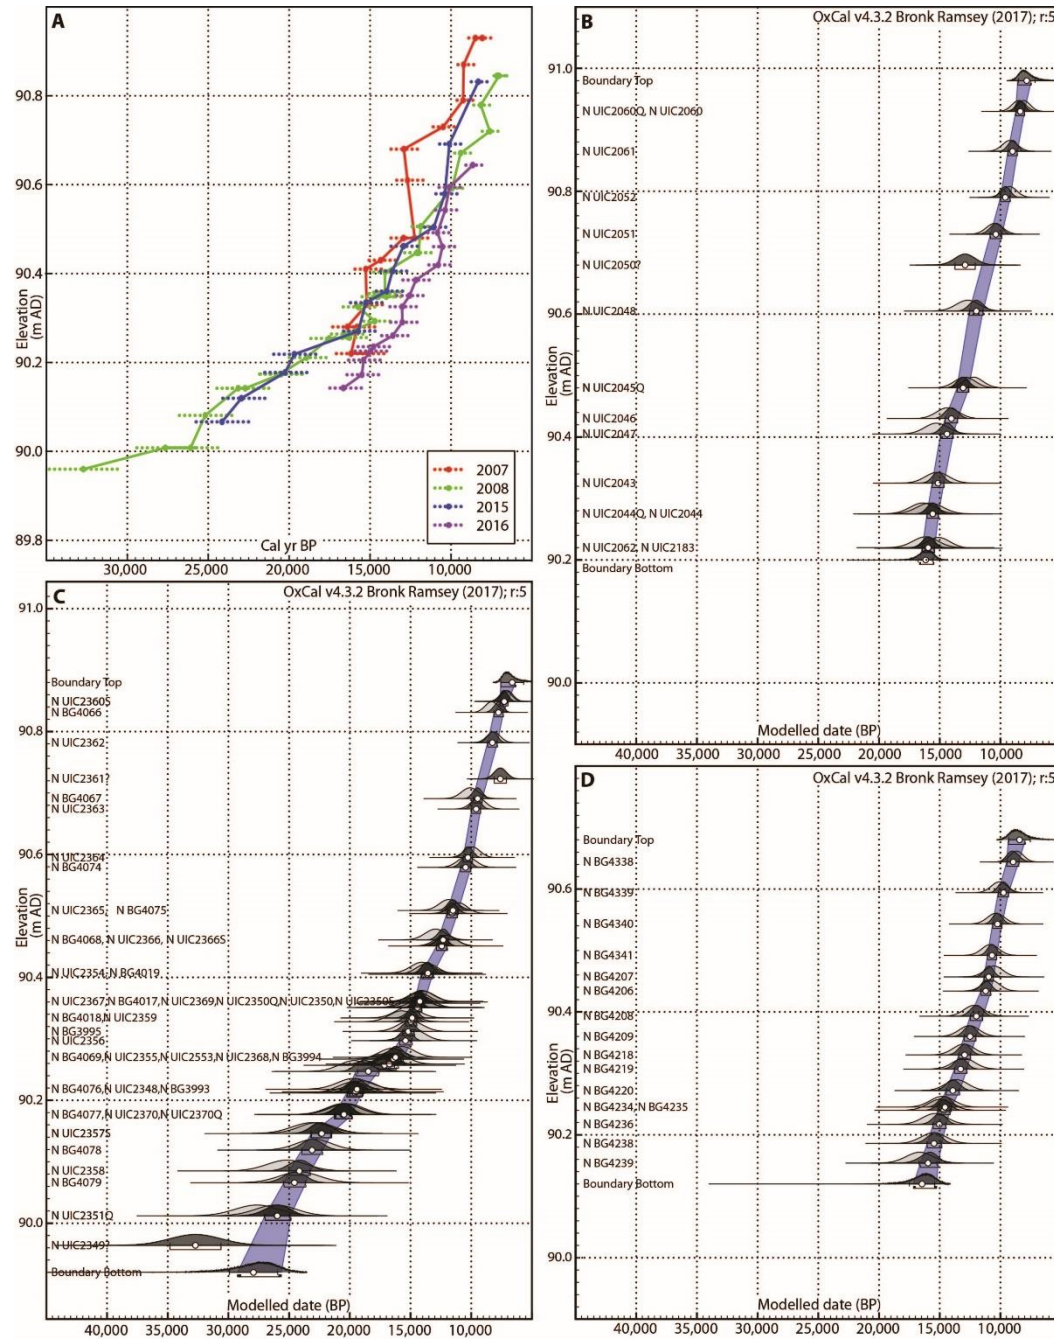 A
90.8
90.6
90.4
90.2
90.0
89.8
Elevation
(m AD)
2007
2008
2015
2016
Cal yr BP
30,000 25,000 20,000 15,000 10,000
B
OxCal v4.3.2 Bronk Ramsey (2017); r:5
91.0
Boundary Top
N UIC2060Q, N UIC2060
N UIC2061
90.8
N UIC2052
N UIC2051
N UIC2050?
90.6
N UIC2048
Elevation
(m AD)
N UIC2045Q
N UIC2046
90.4
N UIC2047
N UIC2043
N UIC2044Q, N UIC2044
N UIC2062, N UIC2183
90.2
Boundary Bottom
90.0
Modelled date (BP)
40,000 35,000 30,000 25,000 20,000 15,000 10,000
C
OxCal v4.3.2 Bronk Ramsey (2017); r:5
91.0
Boundary Top
N UIC2360S
N BG4066
90.8
N UIC2362
N UIC2361?
N BG4067
N UIC2363
90.6
N UIC2364
N BG4074
Elevation
(m AD)
N UIC2365, N BG4075
N BG4068, N UIC2366, N UIC2366S
90.4
N UIC2354, N BG4019
N UIC2367,N BG4017,N UIC2369,N UIC2350Q,N UIC2350,N UIC2350S
N BG4018,N UIC2359
N BG3995
N UIC2356
N BG4069,N UIC2355,N UIC2553,N UIC2368,N BG3994
N BG4076,N UIC2348,N BG3993
90.2
N BG4077,N UIC2370,N UIC2370Q
N UIC2357S
N BG4078
N UIC2358
N BG4079
90.0
N UIC2351Q
N UIC2349?
Boundary Bottom
Modelled date (BP)
40,000 35,000 30,000 25,000 20,000 15,000 10,000
D
OxCal v4.3.2 Bronk Ramsey (2017); r:5
Boundary Top
N BG4338
90.6
N BG4339
N BG4340
Elevation
(m AD)
N BG4341
N BG4207
N BG4206
90.4
N BG4208
N BG4209
N BG4218
N BG4219
N BG4220
N BG4234, N BG4235
N BG4236
90.2
N BG4238
N BG4239
Boundary Bottom
90.0
Modelled date (BP)
40,000 35,000 30,000 25,000 20,000 15,000 10,000